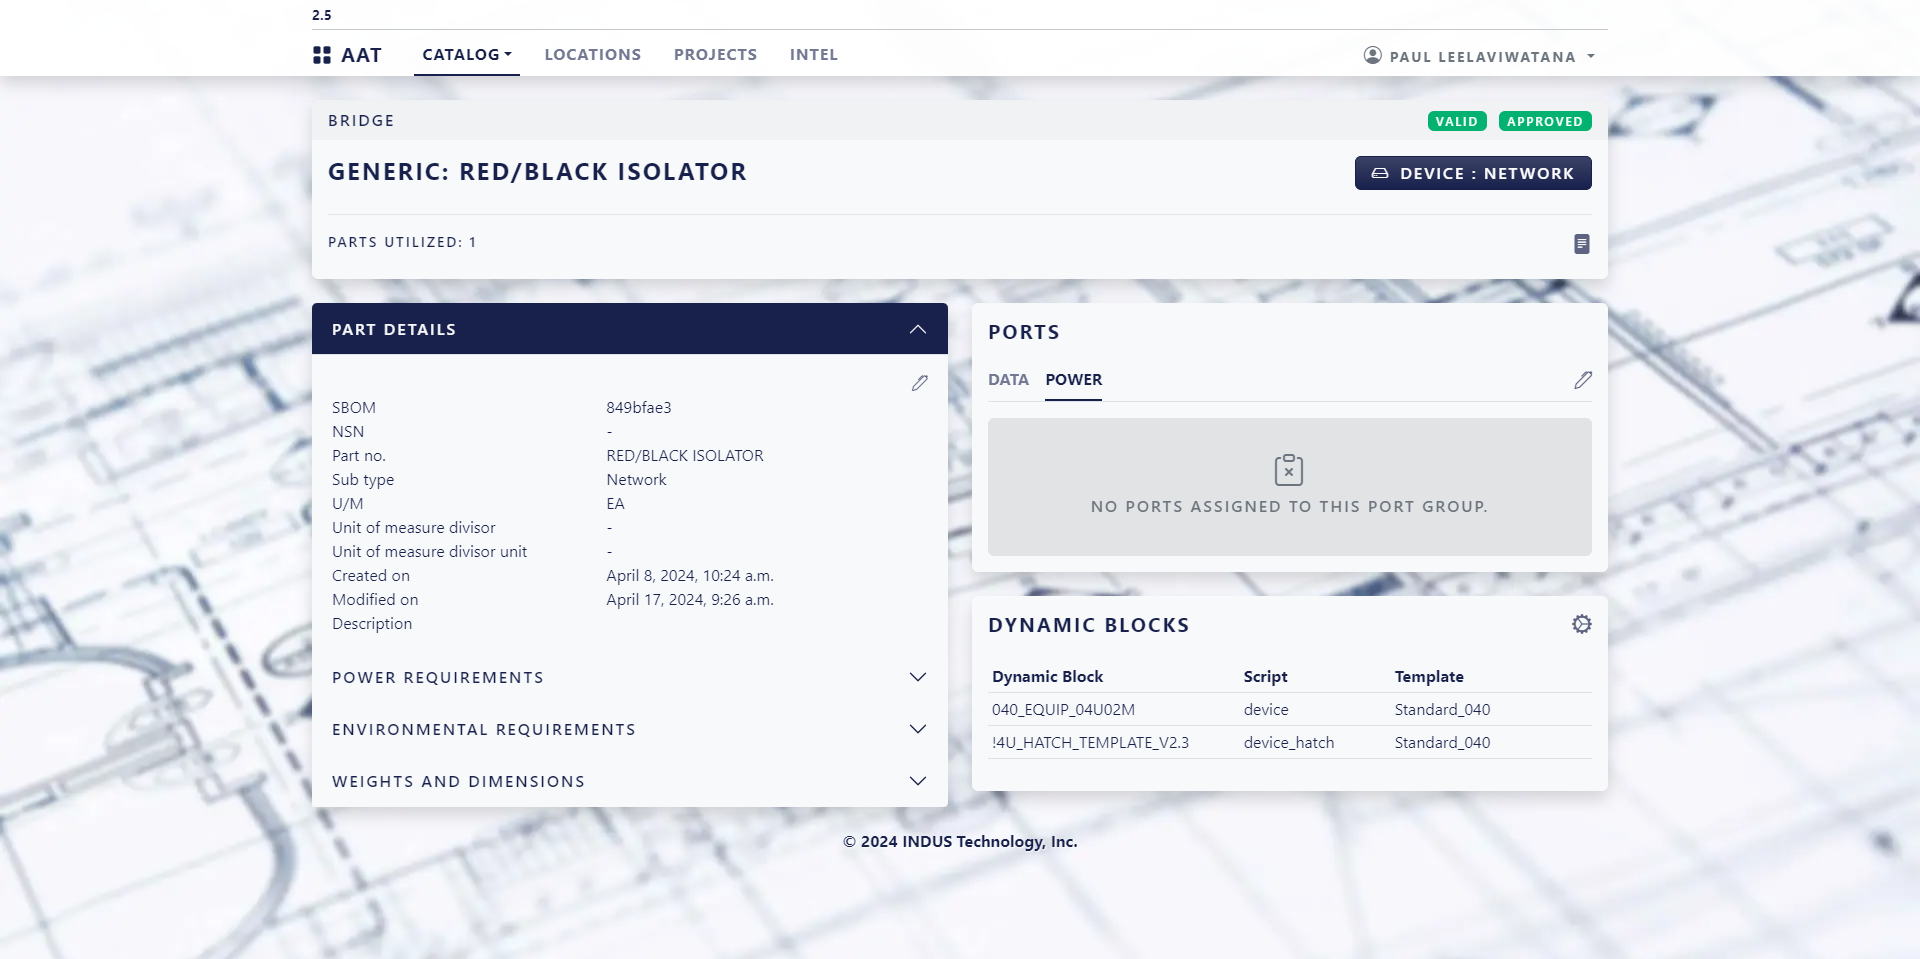 2.5
AAT CATALOG LOCATIONS PROJECTS INTEL PAUL LEELAVIWATANA
BRIDGE VALID APPROVED
GENERIC: RED/BLACK ISOLATOR DEVICE : NETWORK
PARTS UTILIZED: 1
PART DETAILS
SBOM 849bfae3
NSN -
Part no. RED/BLACK ISOLATOR
Sub type Network
U/M EA
Unit of measure divisor -
Unit of measure divisor unit -
Created on April 8, 2024, 10:24 a.m.
Modified on April 17, 2024, 9:26 a.m.
Description
POWER REQUIREMENTS
ENVIRONMENTAL REQUIREMENTS
WEIGHTS AND DIMENSIONS
PORTS
DATA POWER
NO PORTS ASSIGNED TO THIS PORT GROUP.
DYNAMIC BLOCKS
Dynamic Block Script Template
040_EQUIP_04U02M device Standard_040
!4U_HATCH_TEMPLATE_V2.3 device_hatch Standard_040
© 2024 INDUS Technology, Inc.